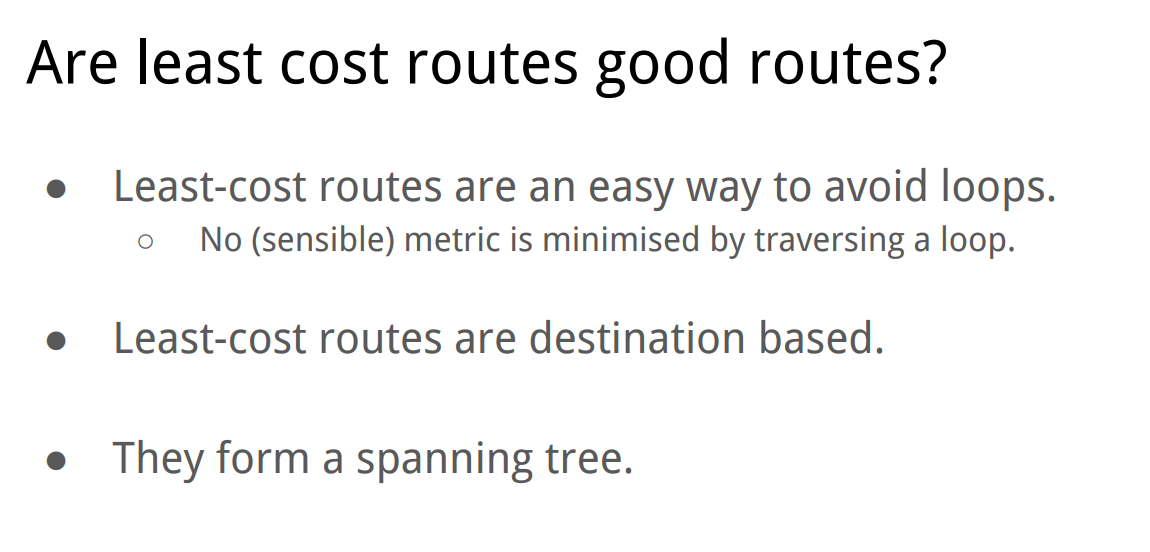 Are least cost routes good routes?
● Least-cost routes are an easy way to avoid loops.
○ No (sensible) metric is minimised by traversing a loop.
● Least-cost routes are destination based.
● They form a spanning tree.